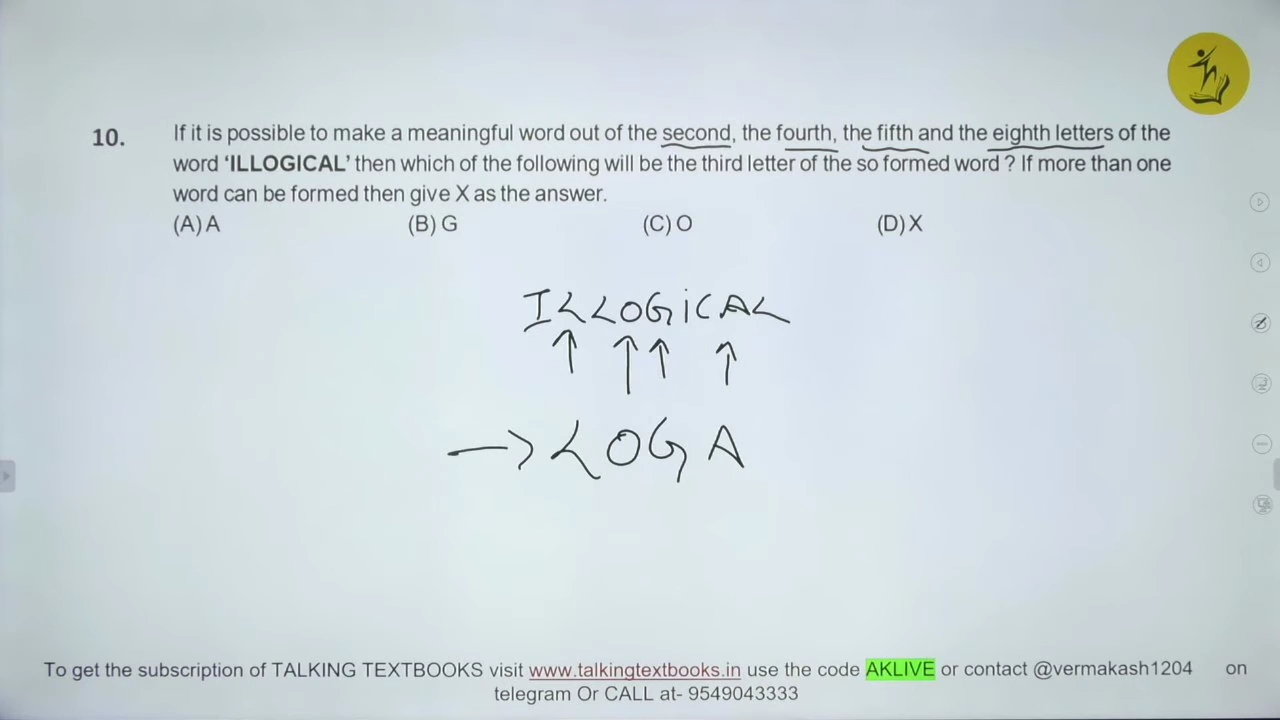 10. If it is possible to make a meaningful word out of the second, the fourth, the fifth and the eighth letters of the
word ‘ILLOGICAL’ then which of the following will be the third letter of the so formed word ? If more than one
word can be formed then give X as the answer.
(A) A (B) G (C) O (D) X
ILLOGICAL
LOGA
To get the subscription of TALKING TEXTBOOKS visit www.talkingtextbooks.in use the code AKLIVE or contact @vermakash1204 on
telegram Or CALL at- 9549043333